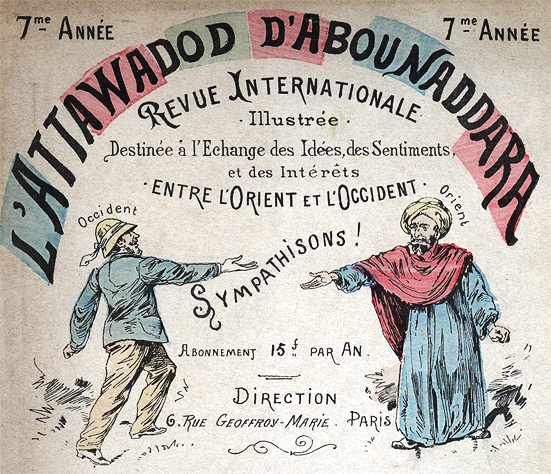 7me ANNÉE
7me ANNÉE
L'ATTAWADOD D'ABOUNADDARA
REVUE INTERNATIONALE
· Illustrée ·
Destinée à l'Echange des Idées, des Sentiments,
et des Intérêts
· ENTRE L'ORIENT ET L'OCCIDENT ·
Occident
Orient
SYMPATHISONS !
ABONNEMENT 15f PAR AN.
DIRECTION
6. RUE GEOFFROY-MARIE. PARIS